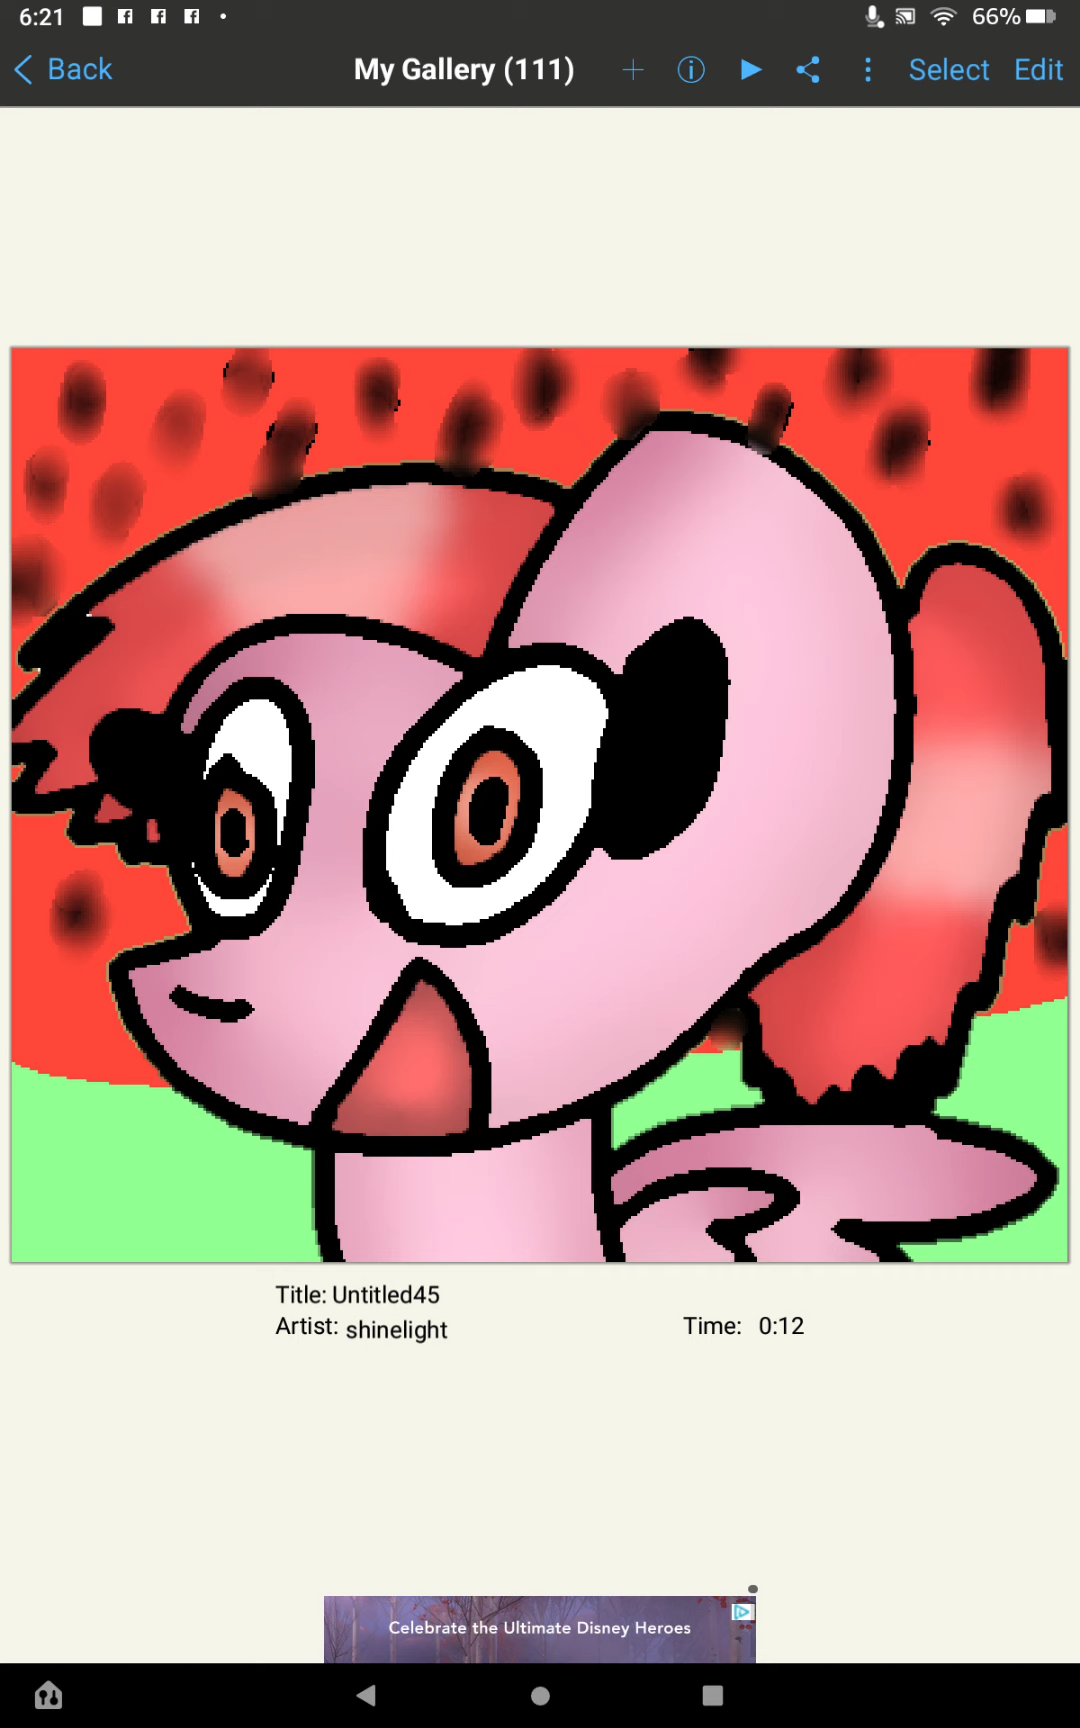 6:21
66%
Back
My Gallery (111)
Select
Edit
Title: Untitled45
Artist: shinelight
Time: 0:12
Celebrate the Ultimate Disney Heroes